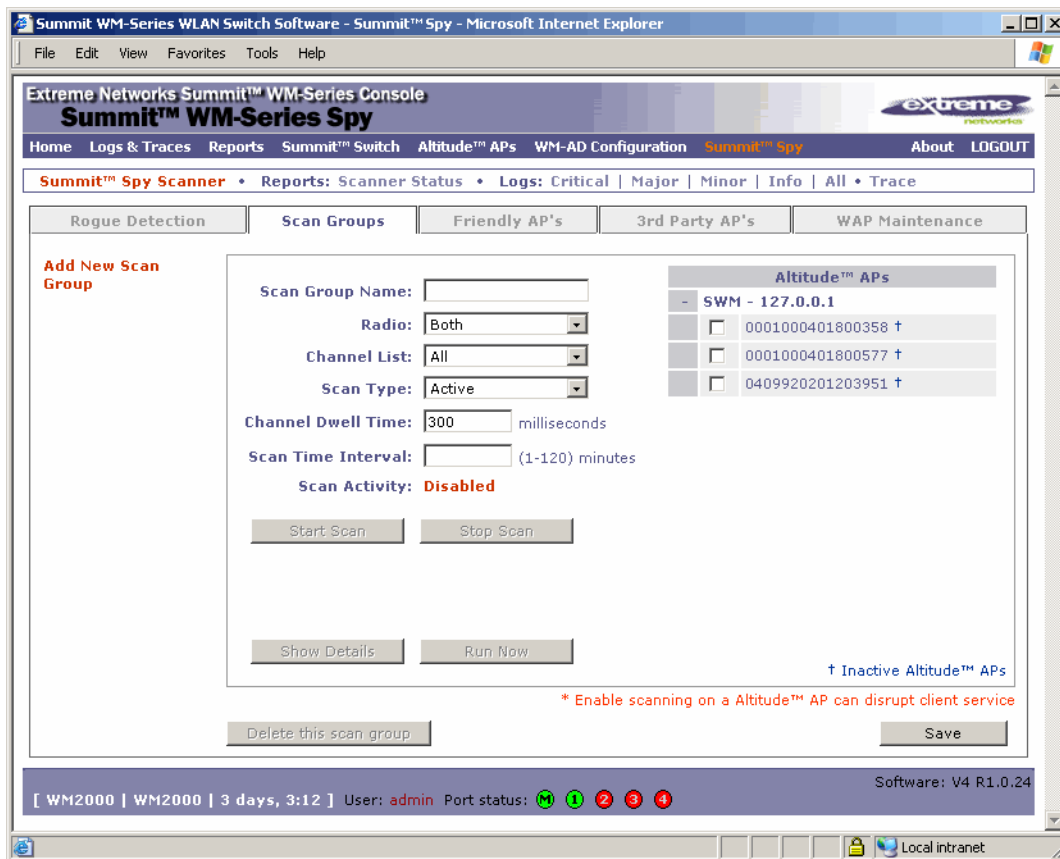 Summit WM-Series WLAN Switch Software - Summit™ Spy - Microsoft Internet Explorer
File Edit View Favorites Tools Help
Extreme Networks Summit™ WM-Series Console
Summit™ WM-Series Spy
extreme
networks
Home Logs & Traces Reports Summit™ Switch Altitude™ APs WM-AD Configuration Summit™ Spy About LOGOUT
Summit™ Spy Scanner • Reports: Scanner Status • Logs: Critical | Major | Minor | Info | All • Trace
Rogue Detection Scan Groups Friendly AP's 3rd Party AP's WAP Maintenance
Add New Scan
Group
Scan Group Name:
Radio: Both
Channel List: All
Scan Type: Active
Channel Dwell Time: 300 milliseconds
Scan Time Interval: (1-120) minutes
Scan Activity: Disabled
Start Scan Stop Scan
Show Details Run Now
Altitude™ APs
- SWM - 127.0.0.1
0001000401800358 †
0001000401800577 †
0409920201203951 †
† Inactive Altitude™ APs
* Enable scanning on a Altitude™ AP can disrupt client service
Delete this scan group Save
[ WM2000 | WM2000 | 3 days, 3:12 ] User: admin Port status: M 1 2 3 4
Software: V4 R1.0.24
Local intranet